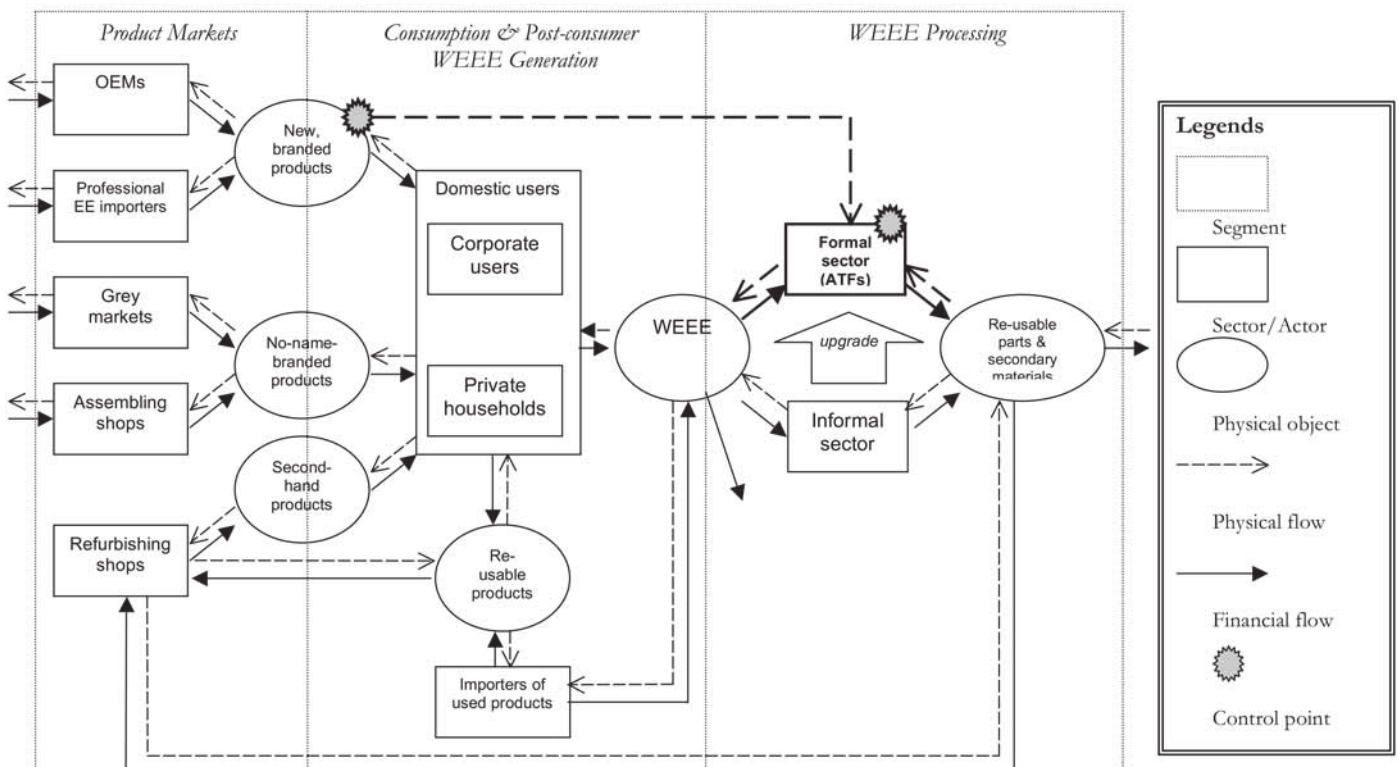 Product Markets
Consumption & Post-consumer
WEEE Generation
WEEE Processing
OEMs
Professional
EE importers
Grey
markets
Assembling
shops
Refurbishing
shops
New,
branded
products
No-name-
branded
products
Second-
hand
products
Domestic users
Corporate
users
Private
households
Re-
usable
products
Importers of
used products
WEEE
Formal
sector
(ATFs)
upgrade
Informal
sector
Re-usable
parts &
secondary
materials
Legends
Segment
Sector/Actor
Physical object
Physical flow
Financial flow
Control point